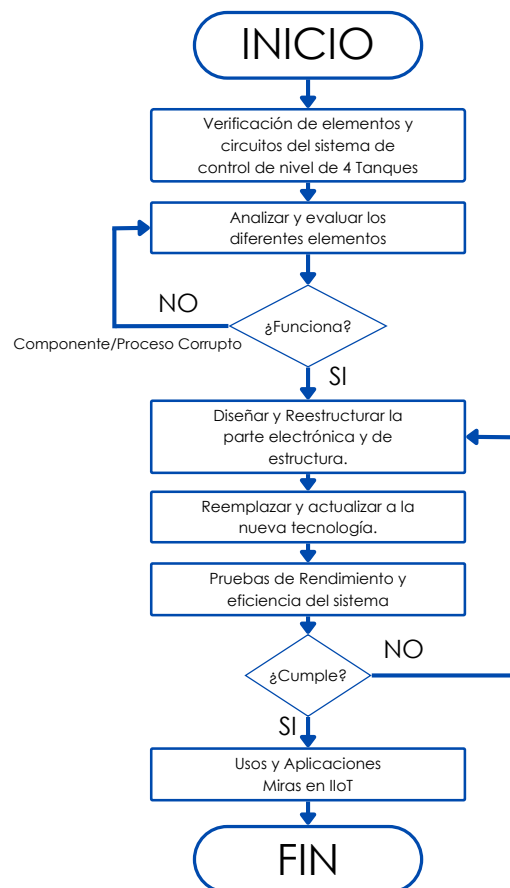 INICIO
Verificación de elementos y
circuitos del sistema de
control de nivel de 4 Tanques
Analizar y evaluar los
diferentes elementos
NO
¿Funciona?
Componente/Proceso Corrupto
SI
Diseñar y Reestructurar la
parte electrónica y de
estructura.
Reemplazar y actualizar a la
nueva tecnología.
Pruebas de Rendimiento y
eficiencia del sistema
NO
¿Cumple?
SI
Usos y Aplicaciones
Miras en IIoT
FIN